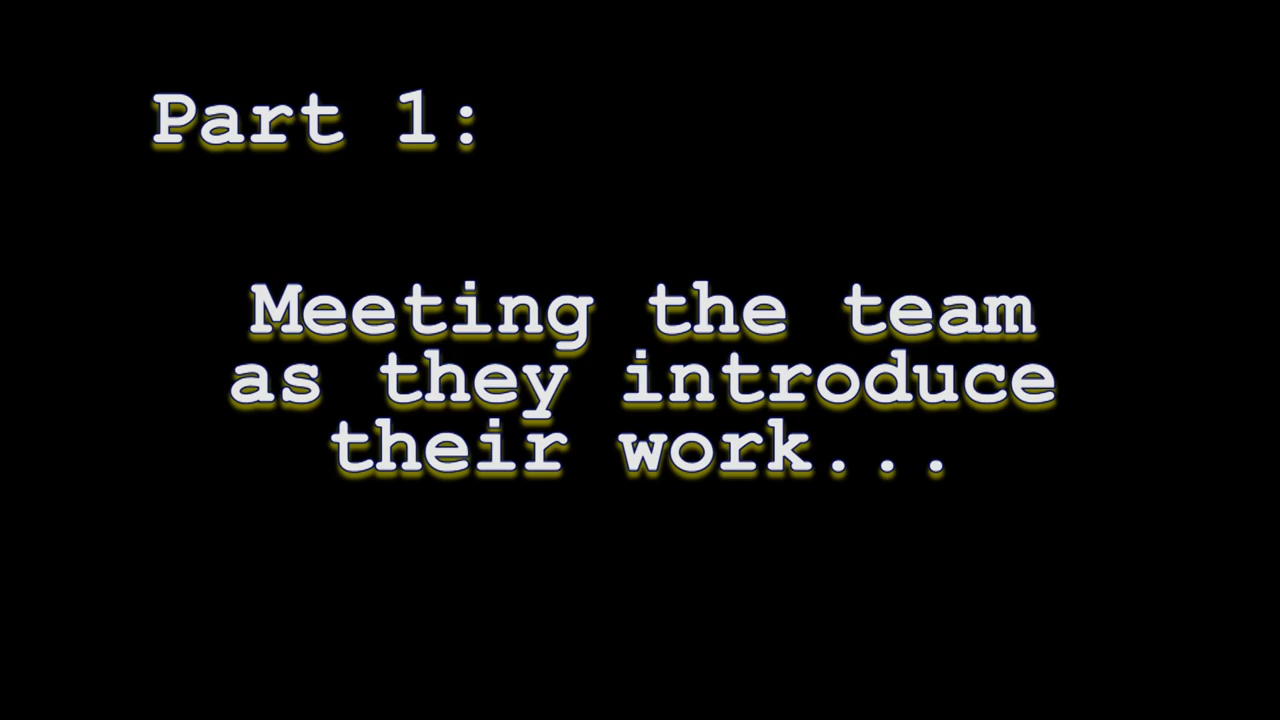 Part 1:
Meeting the team
as they introduce
their work...